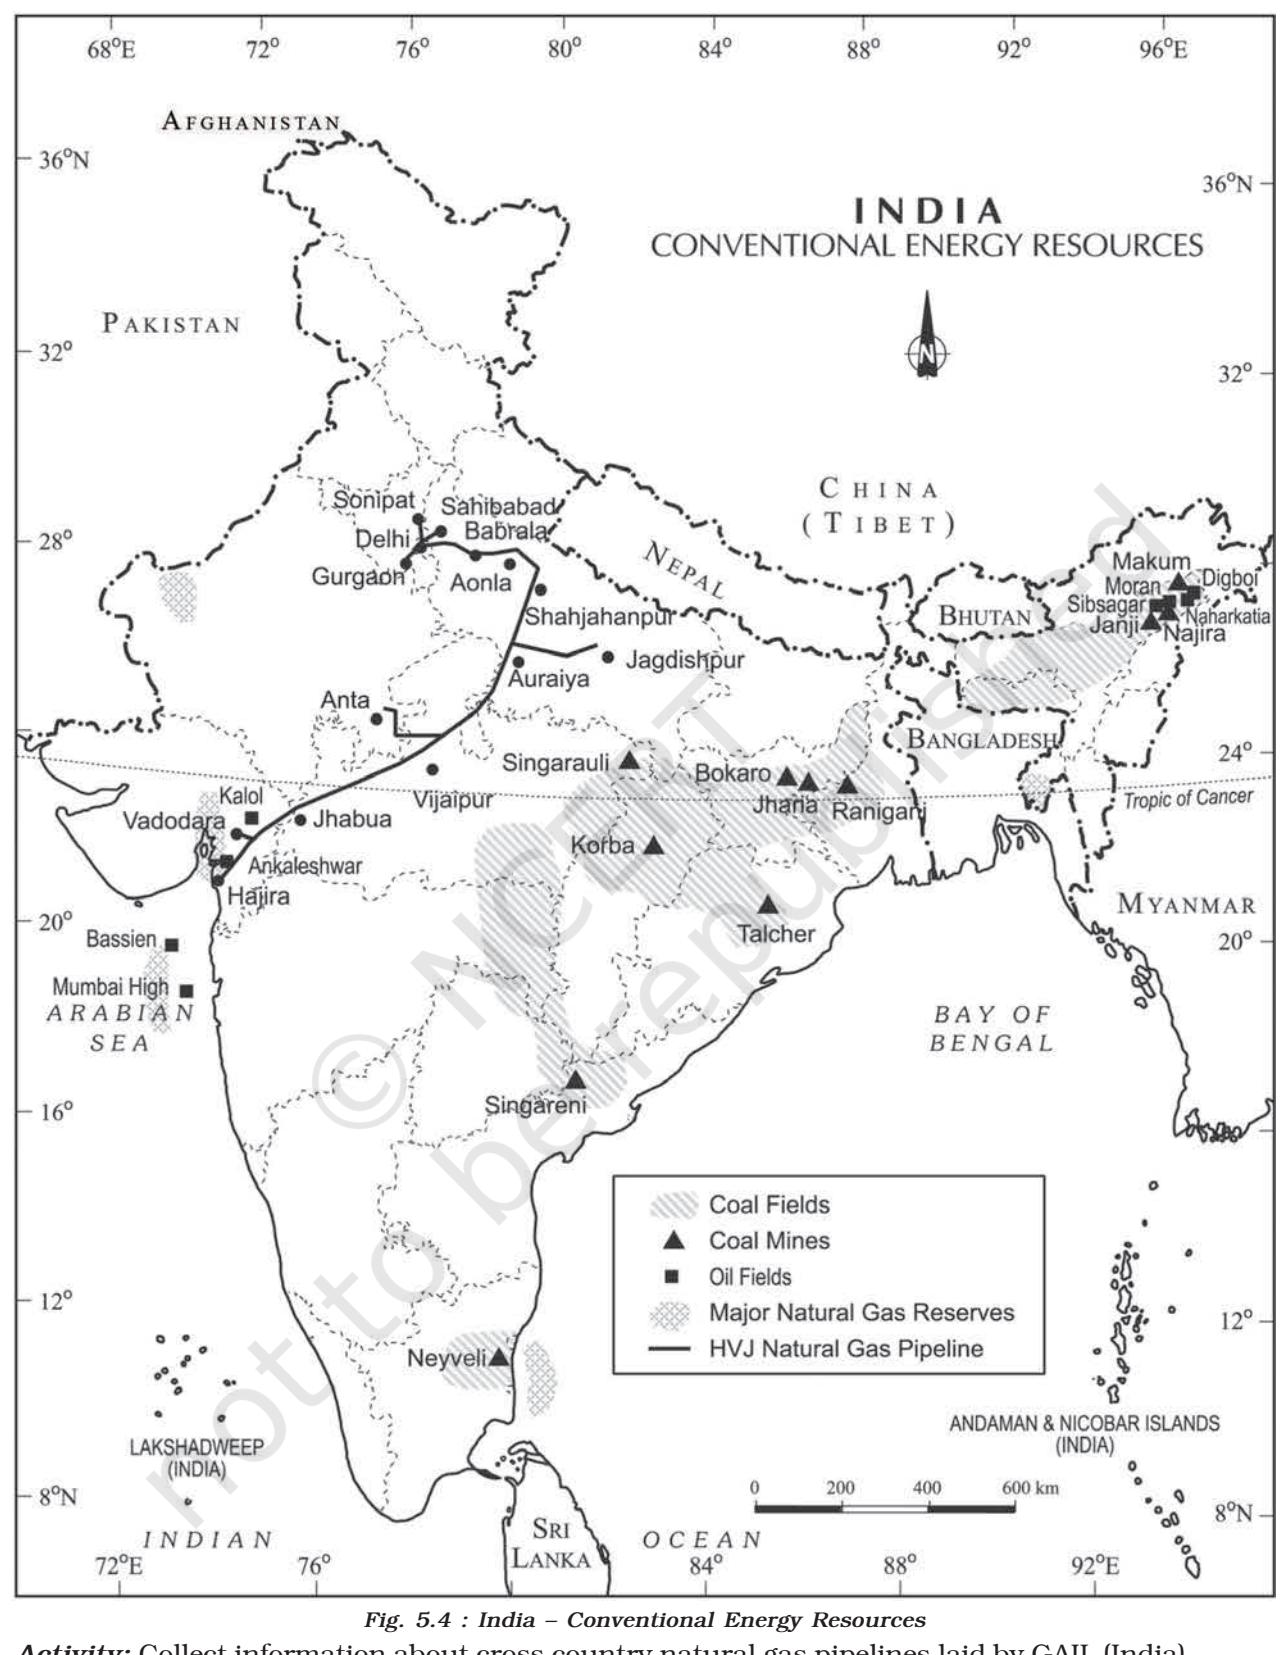 68°E 72° 76° 80° 84° 88° 92° 96°E
AFGHANISTAN
36°N
36°N
INDIA
CONVENTIONAL ENERGY RESOURCES
N
PAKISTAN
32°
32°
CHINA
(TIBET)
Sonipat
Sahibabad
Delhi
Babrala
28°
28°
Gurgaon
Aonla
NEPAL
Shahjahanpur
Makum
Digboi
Moran
Sibsagar
Naharkatia
Janji
Najira
BHUTAN
Jagdishpur
Auraiya
Anta
BANGLADESH
24°
Singarauli
Bokaro
Jharia
Raniganj
Tropic of Cancer
Vijaipur
Kalol
Vadodara
Jhabua
Korba
Ankaleshwar
Hajira
MYANMAR
20°
20°
Talcher
Bassien
Mumbai High
ARABIAN
SEA
BAY OF
BENGAL
© NCERT
not to be republished
16°
Singareni
Coal Fields
Coal Mines
Oil Fields
Major Natural Gas Reserves
HVJ Natural Gas Pipeline
12°
12°
Neyveli
LAKSHADWEEP
(INDIA)
ANDAMAN & NICOBAR ISLANDS
(INDIA)
0 200 400 600 km
8°N
8°N
INDIAN
OCEAN
SRI
LANKA
72°E 76° 84° 88° 92°E
Fig. 5.4 : India – Conventional Energy Resources
Activity: Collect information about cross country natural gas pipelines laid by GAIL (India)